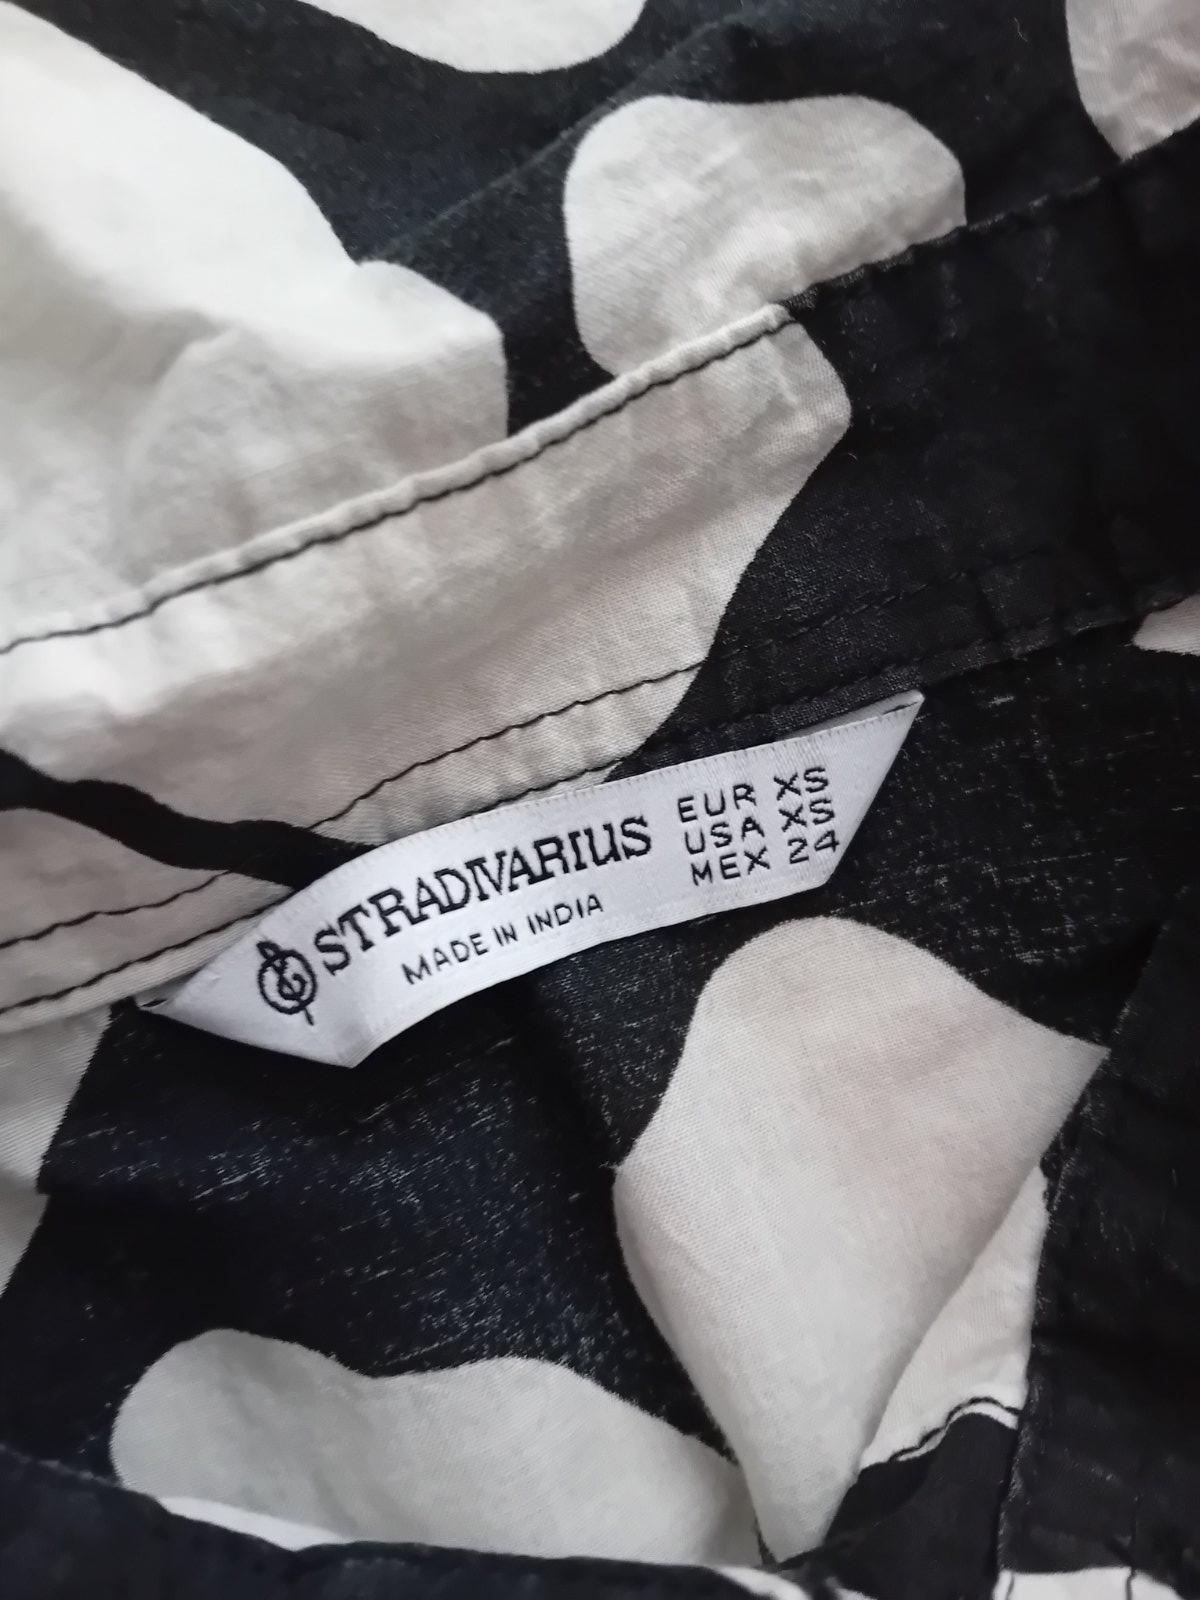 STRADIVARIUS
MADE IN INDIA
EUR XS
USA XS
MEX 24